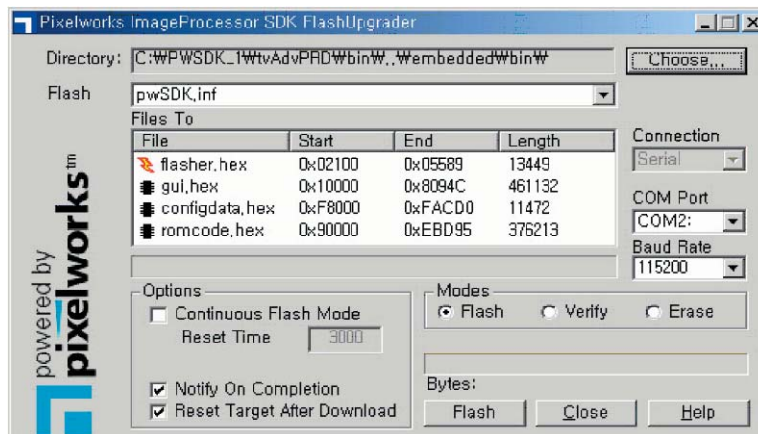 Pixelworks ImageProcessor SDK FlashUpgrader
Directory: C:₩PWSDK_1₩tvAdvPRD₩bin₩..₩embedded₩bin₩ Choose...
Flash pwSDK.inf
Files To
File Start End Length
flasher.hex 0x02100 0x05589 13449
gui.hex 0x10000 0x8094C 461132
configdata.hex 0xF8000 0xFACD0 11472
romcode.hex 0x90000 0xEBD95 376213
Connection
Serial
COM Port
COM2:
Baud Rate
115200
powered by
pixelworks™
Options
Continuous Flash Mode
Reset Time 3000
Notify On Completion
Reset Target After Download
Modes
Flash Verify Erase
Bytes:
Flash Close Help